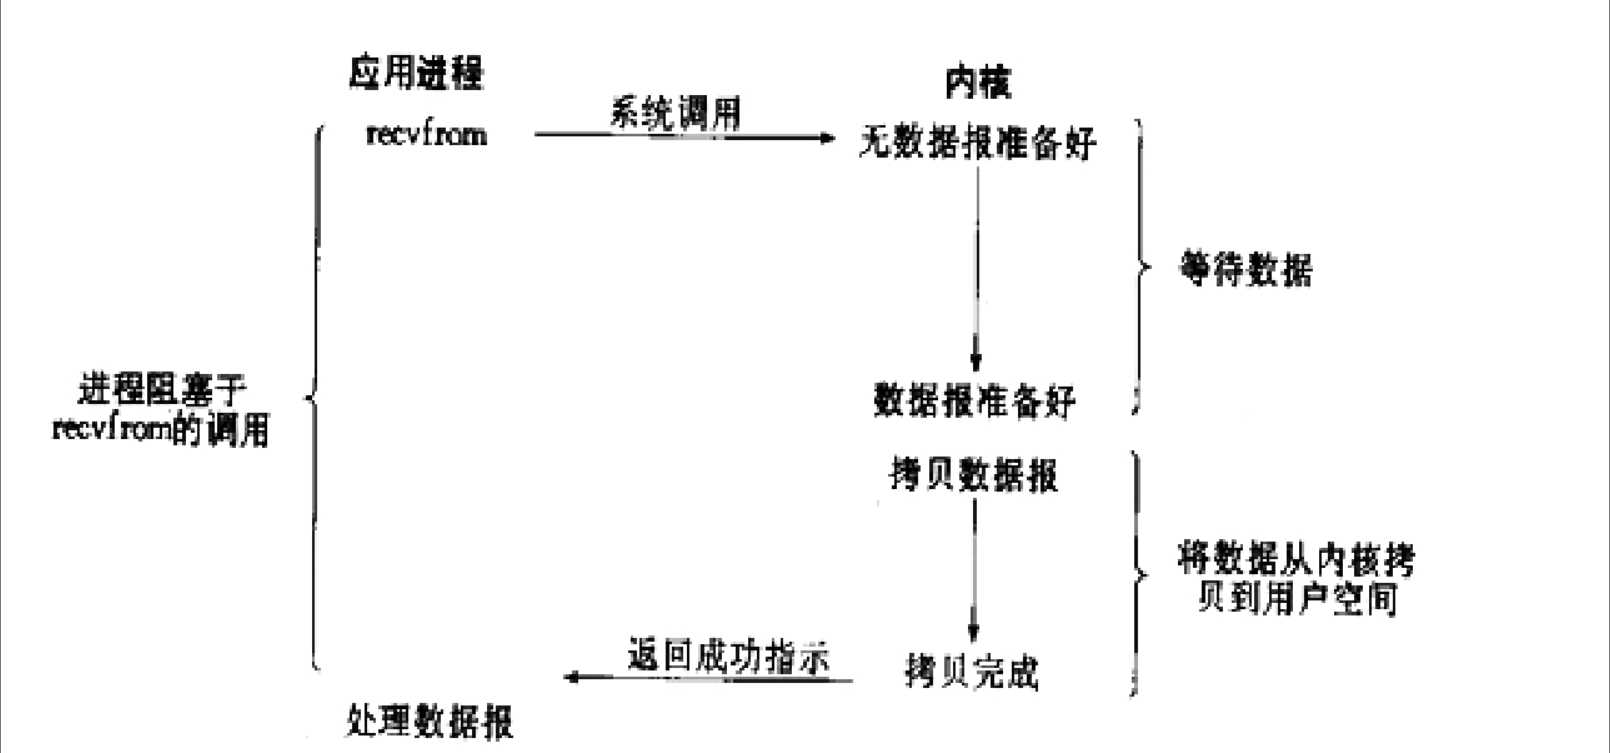 应用进程
内核
系统调用
recvfrom
无数据报准备好
等待数据
进程阻塞于
recvfrom的调用
数据报准备好
拷贝数据报
将数据从内核拷
贝到用户空间
返回成功指示
拷贝完成
处理数据报